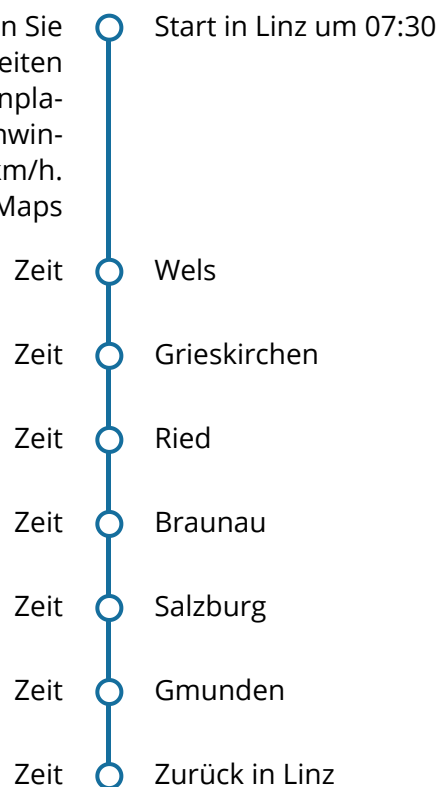 n Sie
eiten
npla-
nwin-
km/h.
Maps
Start in Linz um 07:30
Zeit Wels
Zeit Grieskirchen
Zeit Ried
Zeit Braunau
Zeit Salzburg
Zeit Gmunden
Zeit Zurück in Linz